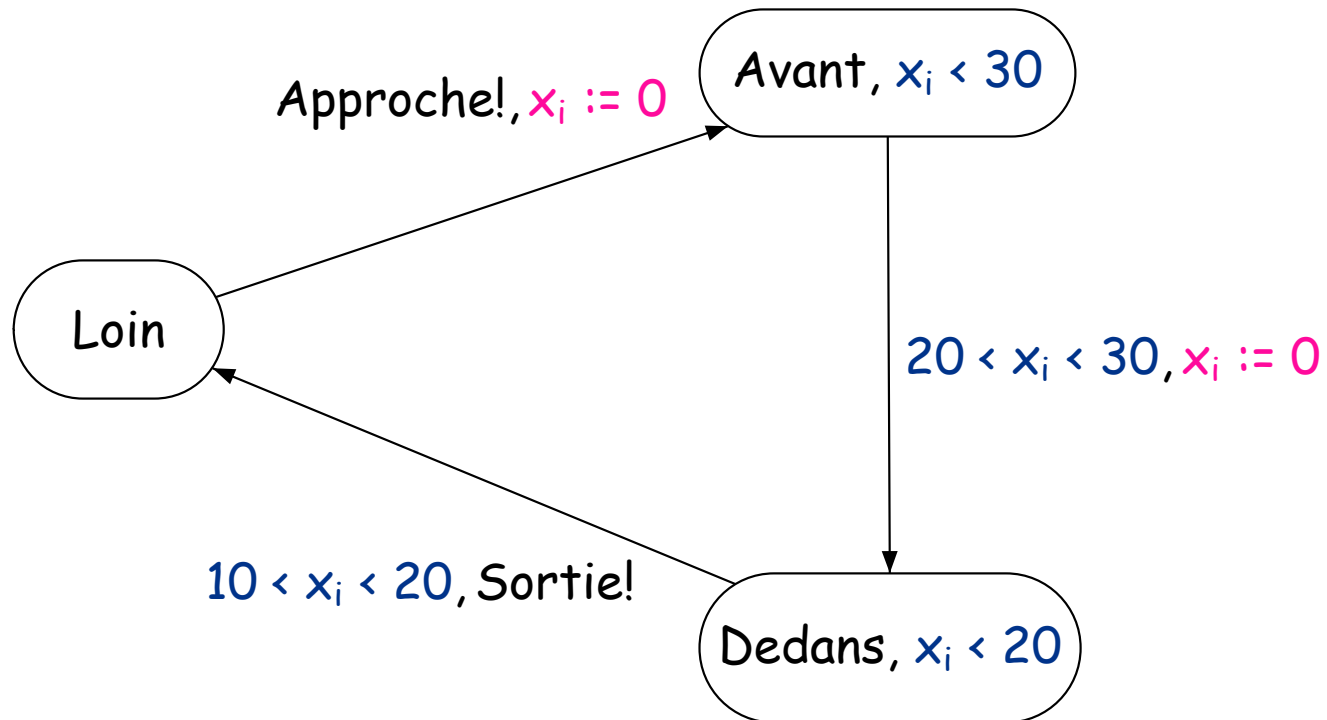 Avant, xᵢ < 30
Approche!, xᵢ := 0
Loin
20 < xᵢ < 30, xᵢ := 0
10 < xᵢ < 20, Sortie!
Dedans, xᵢ < 20